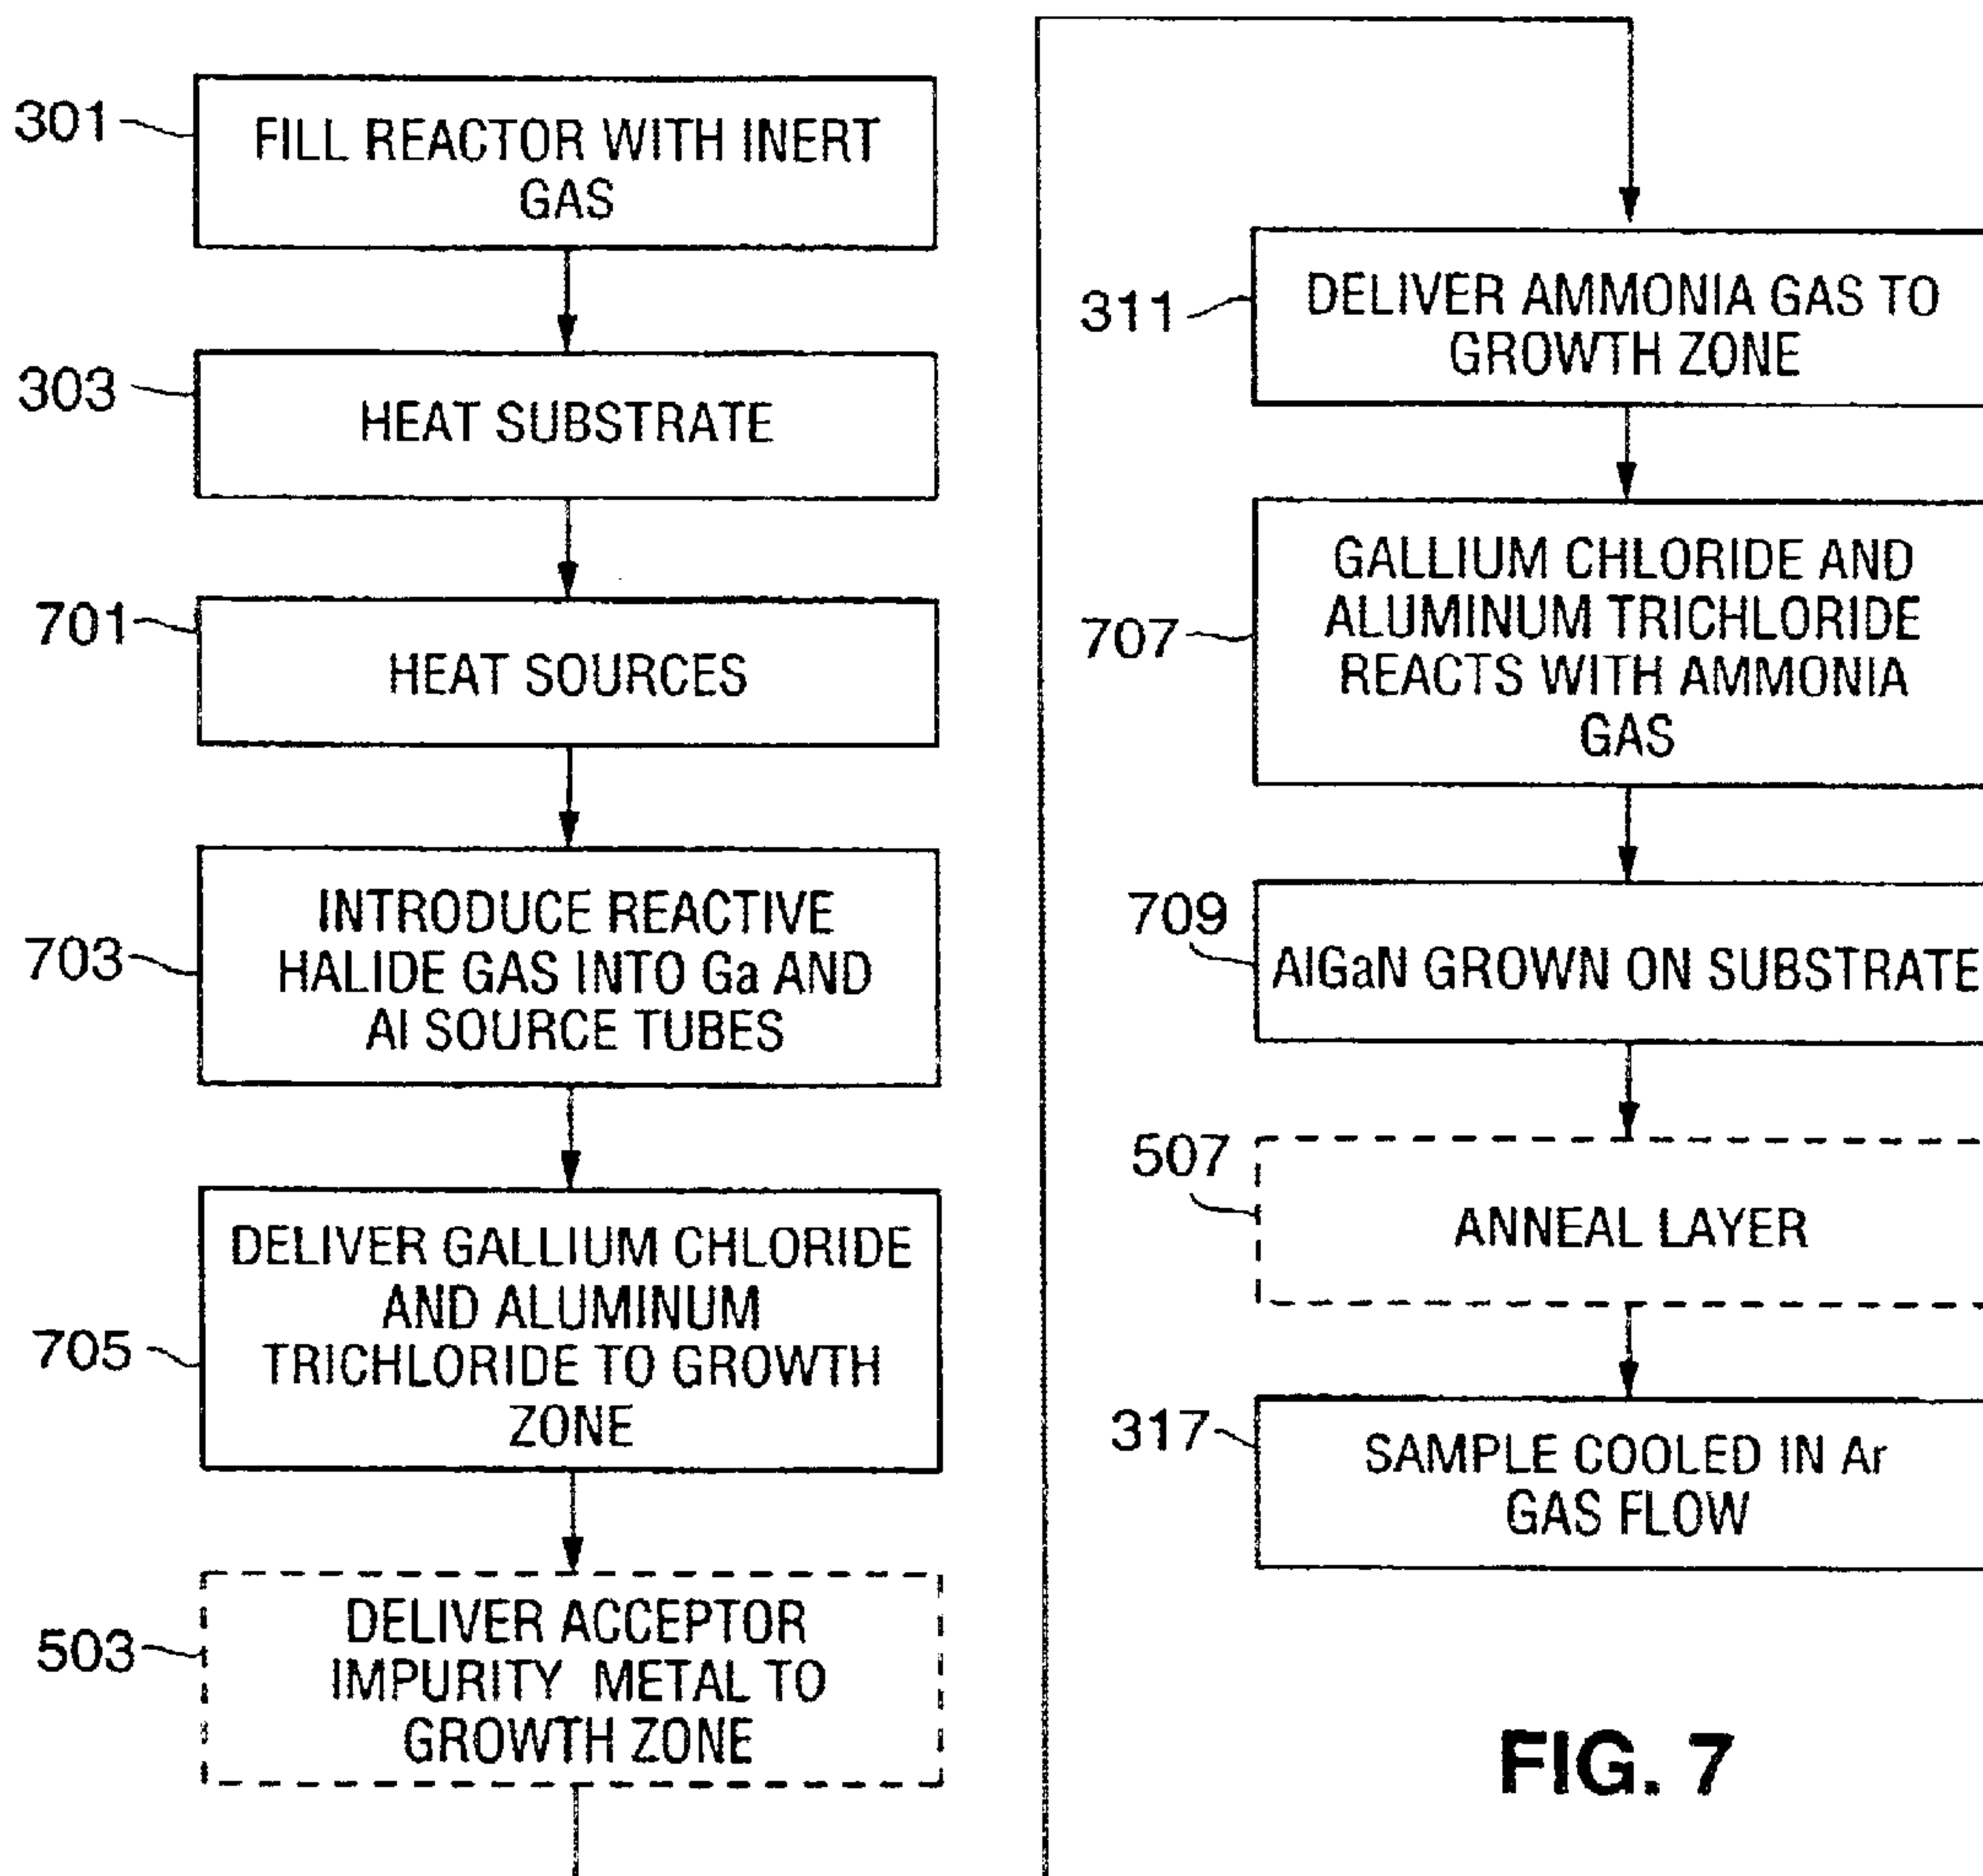 301
FILL REACTOR WITH INERT
GAS
303
HEAT SUBSTRATE
701
HEAT SOURCES
703
INTRODUCE REACTIVE
HALIDE GAS INTO Ga AND
Al SOURCE TUBES
705
DELIVER GALLIUM CHLORIDE
AND ALUMINUM
TRICHLORIDE TO GROWTH
ZONE
503
DELIVER ACCEPTOR
IMPURITY METAL TO
GROWTH ZONE
311
DELIVER AMMONIA GAS TO
GROWTH ZONE
707
GALLIUM CHLORIDE AND
ALUMINUM TRICHLORIDE
REACTS WITH AMMONIA
GAS
709
AlGaN GROWN ON SUBSTRATE
507
ANNEAL LAYER
317
SAMPLE COOLED IN Ar
GAS FLOW
FIG. 7